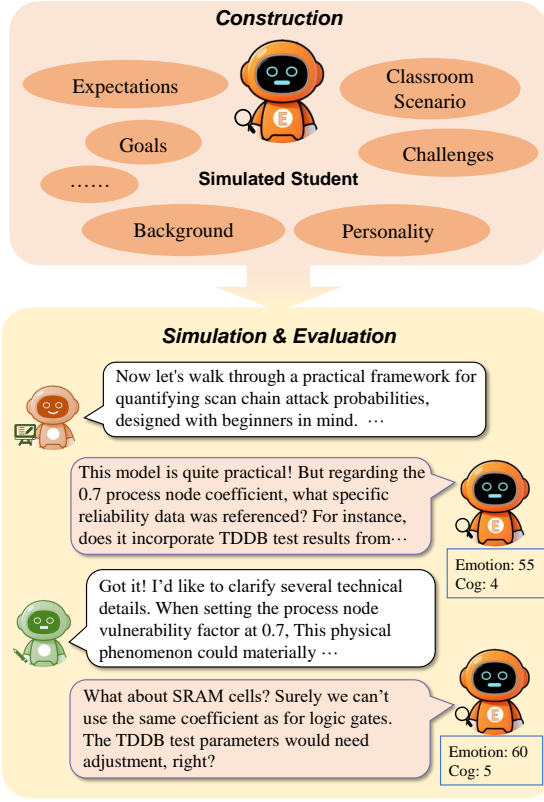 Construction
Expectations
Classroom
Scenario
Goals
Challenges
......
E
Simulated Student
Background
Personality
Simulation & Evaluation
Now let's walk through a practical framework for
quantifying scan chain attack probabilities,
designed with beginners in mind. ···
This model is quite practical! But regarding the
0.7 process node coefficient, what specific
reliability data was referenced? For instance,
does it incorporate TDDB test results from···
E
Emotion: 55
Cog: 4
Got it! I'd like to clarify several technical
details. When setting the process node
vulnerability factor at 0.7, This physical
phenomenon could materially ···
What about SRAM cells? Surely we can't
use the same coefficient as for logic gates.
The TDDB test parameters would need
adjustment, right?
E
Emotion: 60
Cog: 5